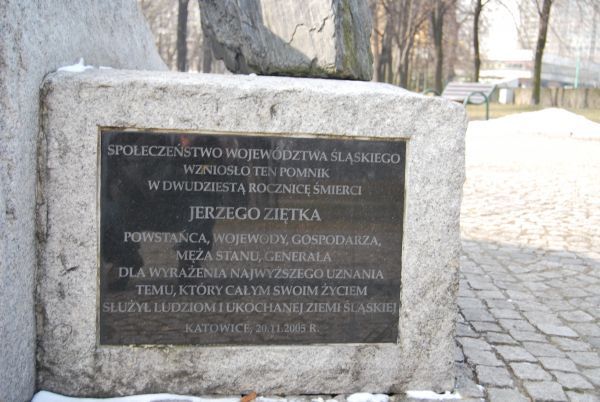 SPOŁECZEŃSTWO WOJEWÓDZTWA ŚLĄSKIEGO
WZNIOSŁO TEN POMNIK
W DWUDZIESTĄ ROCZNICĘ ŚMIERCI
JERZEGO ZIĘTKA
POWSTAŃCA, WOJEWODY, GOSPODARZA,
MĘŻA STANU, GENERAŁA
DLA WYRAŻENIA NAJWYŻSZEGO UZNANIA
TEMU, KTÓRY CAŁYM SWOIM ŻYCIEM
SŁUŻYŁ LUDZIOM I UKOCHANEJ ZIEMI ŚLĄSKIEJ
KATOWICE, 20.11.2005 R.